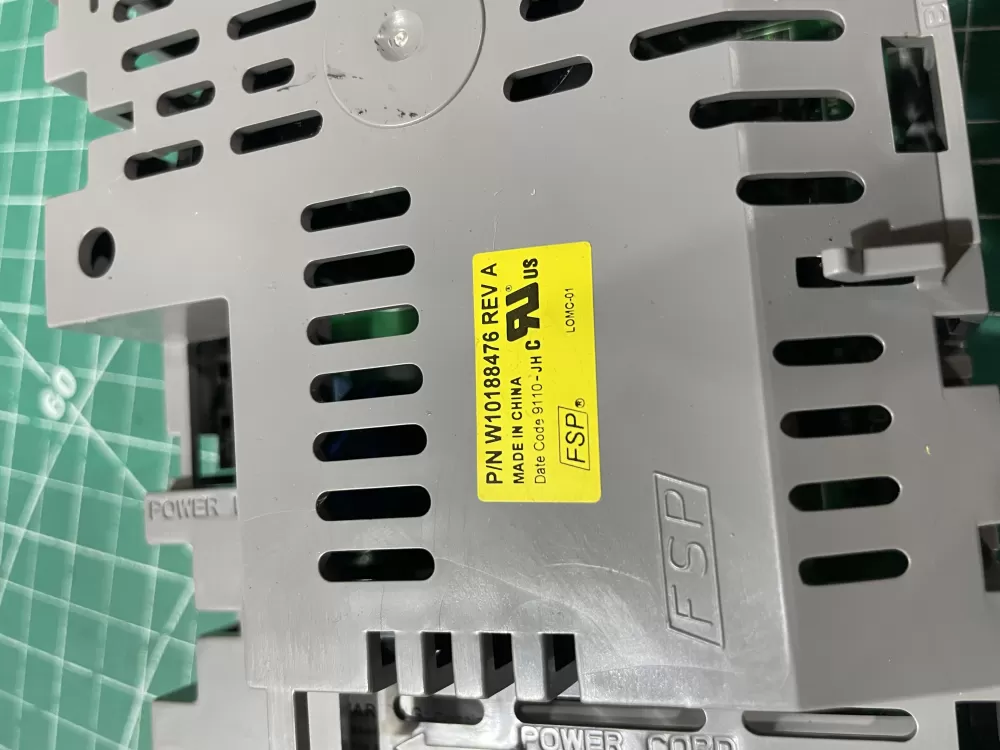 P/N W10188476 REV A
MADE IN CHINA
Date Code 9110-JH
C US
LOMC-01
FSP®
FSP
POWER
POWER CORD
60